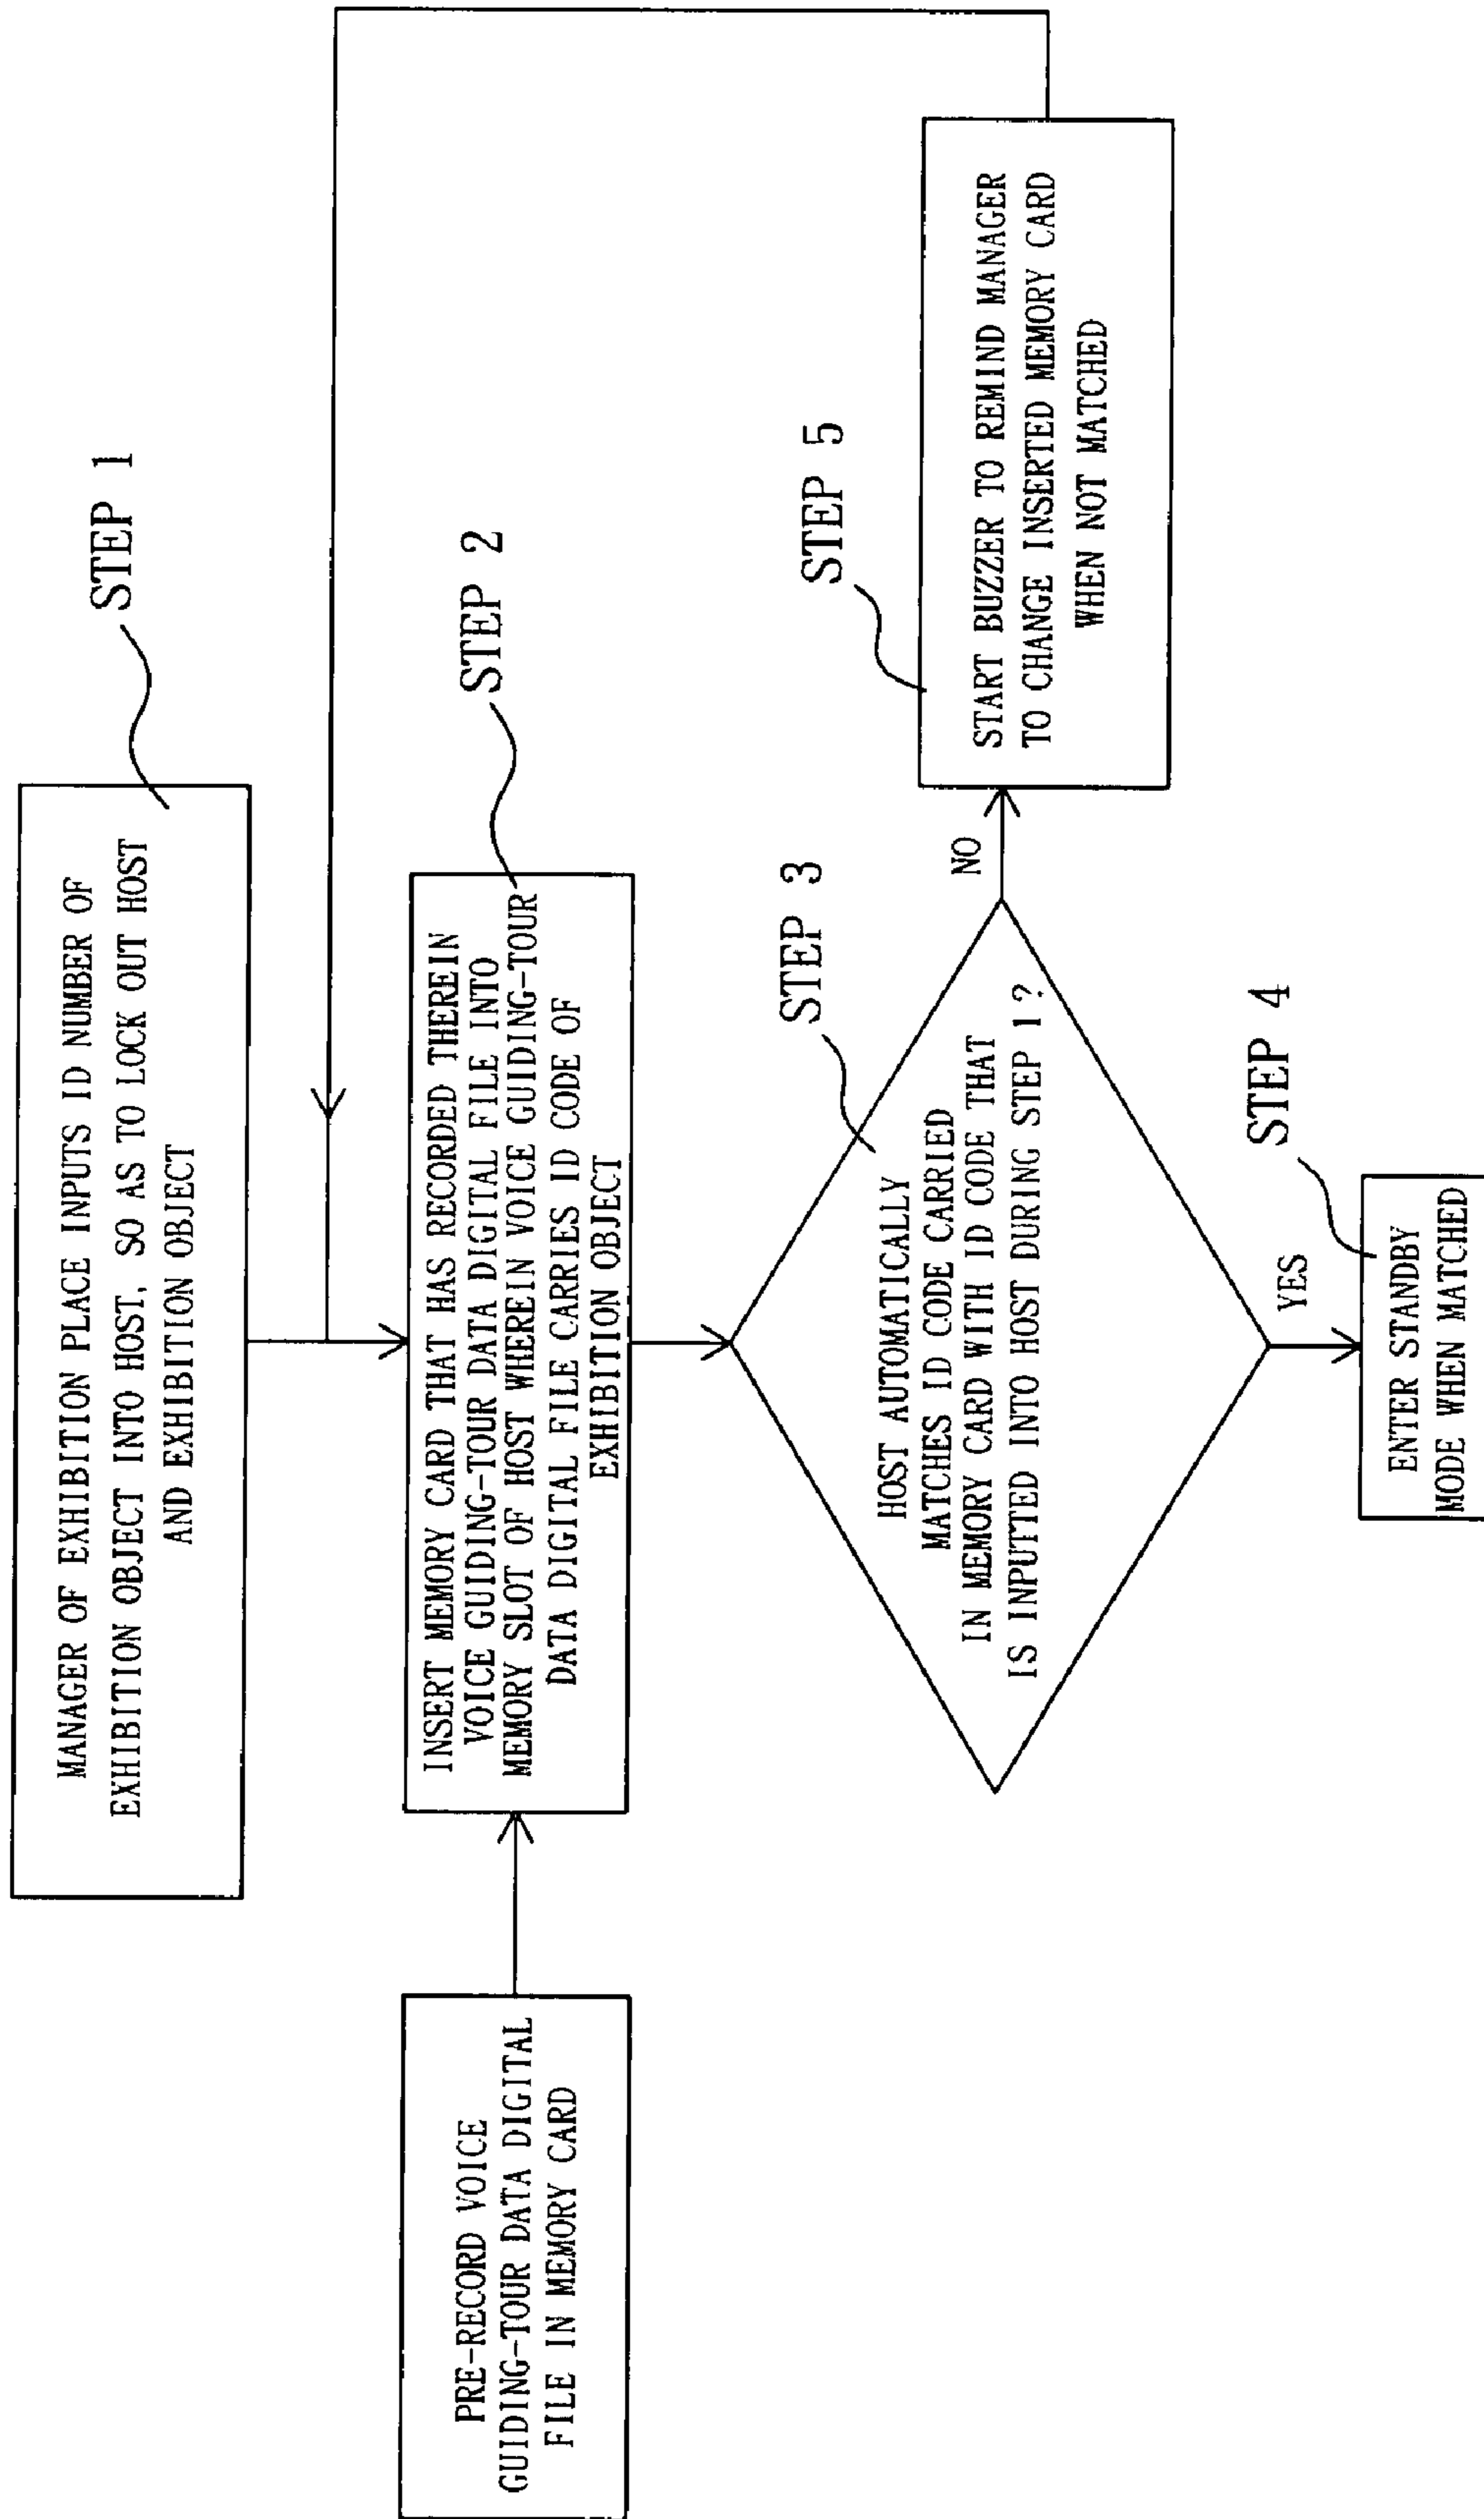 STEP 1
MANAGER OF EXHIBITION PLACE INPUTS ID NUMBER OF
EXHIBITION OBJECT INTO HOST, SO AS TO LOCK OUT HOST
AND EXHIBITION OBJECT
STEP 2
PRE-RECORD VOICE
GUIDING-TOUR DATA DIGITAL
FILE IN MEMORY CARD
INSERT MEMORY CARD THAT HAS RECORDED THEREIN
VOICE GUIDING-TOUR DATA DIGITAL FILE INTO
MEMORY SLOT OF HOST WHEREIN VOICE GUIDING-TOUR
DATA DIGITAL FILE CARRIES ID CODE OF
EXHIBITION OBJECT
STEP 3
HOST AUTOMATICALLY
MATCHES ID CODE CARRIED
IN MEMORY CARD WITH ID CODE THAT
IS INPUTTED INTO HOST DURING STEP 1?
NO
STEP 5
START BUZZER TO REMIND MANAGER
TO CHANGE INSERTED MEMORY CARD
WHEN NOT MATCHED
YES
STEP 4
ENTER STANDBY
MODE WHEN MATCHED